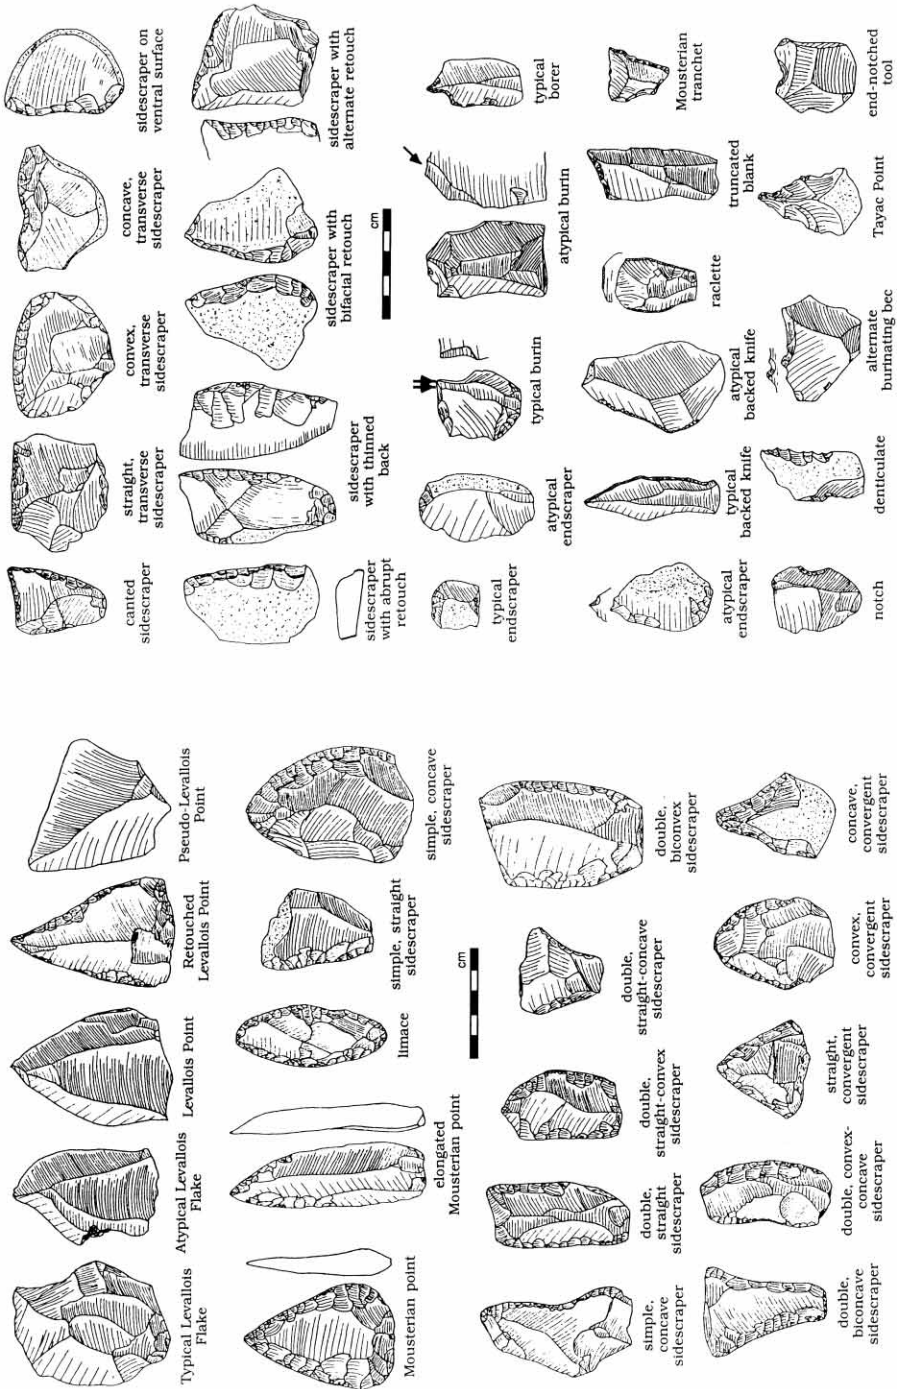 Typical Levallois
Flake
Atypical Levallois
Flake
Levallois Point
Retouched
Levallois Point
Pseudo-Levallois
Point
Mousterian point
elongated
Mousterian point
limace
simple, straight
sidescraper
simple, concave
sidescraper
cm
simple,
concave
sidescraper
double,
straight
sidescraper
double,
straight-convex
sidescraper
double,
straight-concave
sidescraper
double,
biconvex
sidescraper
double,
biconcave
sidescraper
double, convex-
concave
sidescraper
straight,
convergent
sidescraper
convex,
convergent
sidescraper
concave,
convergent
sidescraper
canted
sidescraper
straight,
transverse
sidescraper
convex,
transverse
sidescraper
concave,
transverse
sidescraper
sidescraper on
ventral surface
sidescraper
with abrupt
retouch
sidescraper
with thinned
back
sidescraper with
bifacial retouch
sidescraper with
alternate retouch
cm
typical
endscraper
atypical
endscraper
typical burin
atypical burin
typical
borer
atypical
endscraper
typical
backed knife
atypical
backed knife
raclette
truncated
blank
Mousterian
tranchet
notch
denticulate
alternate
burinating bec
Tayac Point
end-notched
tool